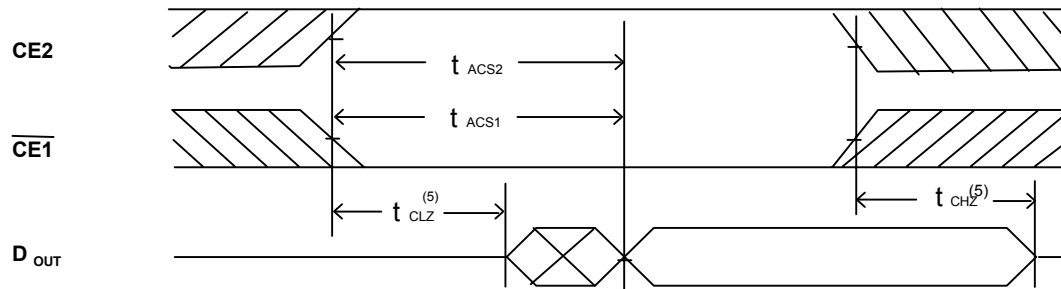 CE2
t ACS2
t ACS1
CE1
t CLZ (5)
t CHZ (5)
D OUT